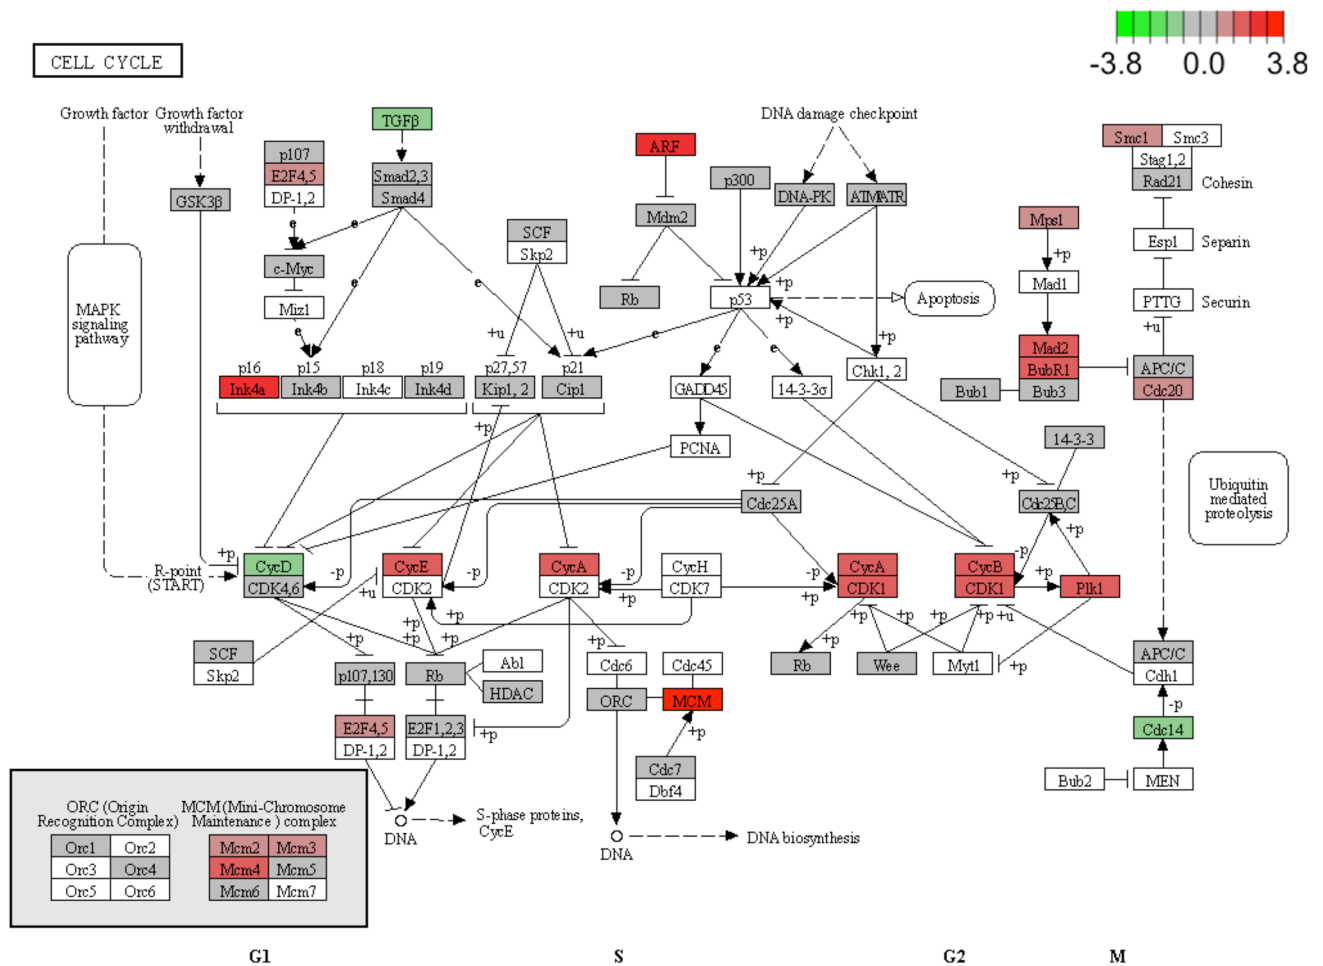 -3.8 0.0 3.8
CELL CYCLE
Growth factor
Growth factor
withdrawal
TGFβ
DNA damage checkpoint
ARF
Smc1 Smc3
Stag1,2
Rad21
Cohesin
p107
E2F4,5
DP-1,2
Smad2,3
Smad4
GSK3β
p300
DNA-PK
ATM/ATR
Mdm2
Mps1
+p
Mad1
Esp1
Separin
SCF
Skp2
e
e
c-Myc
Miz1
e
e
e
Rb
p53
+p
+p
+p
+p
Apoptosis
PTTG
Securin
+u
MAPK
signaling
pathway
+u
+u
e
e
e
+p
Chk1, 2
Mad2
BubR1
Bub3
Bub1
APC/C
Cdc20
p16
Ink4a
p15
Ink4b
p18
Ink4c
p19
Ink4d
p27,57
Kip1, 2
p21
Cip1
GADD45
14-3-3σ
+p
PCNA
14-3-3
+p
+p
Cdc25A
Cdc25B,C
+p
Ubiquitin
mediated
proteolysis
R-point
(START)
+p
CycD
CDK4,6
-p
CycE
CDK2
-p
CycA
CDK2
-p
+p
CycH
CDK7
-p
+p
CycA
CDK1
CycB
CDK1
-p
+p
Plk1
+u
+p
+p
+p
+p
+p
+p
+p
+p
+p
+u
+p
SCF
Skp2
p107,130
Rb
Abl
HDAC
Cdc6
Cdc45
ORC
MCM
Rb
Wee
Myt1
APC/C
Cdh1
-p
Cdc14
E2F4,5
DP-1,2
E2F1,2,3
DP-1,2
+p
+p
Cdc7
Dbf4
Bub2
MEN
DNA
S-phase proteins,
CycE
DNA
DNA biosynthesis
ORC (Origin
Recognition Complex)
MCM (Mini-Chromosome
Maintenance ) complex
Orc1 Orc2
Orc3 Orc4
Orc5 Orc6
Mcm2 Mcm3
Mcm4 Mcm5
Mcm6 Mcm7
G1 S G2 M